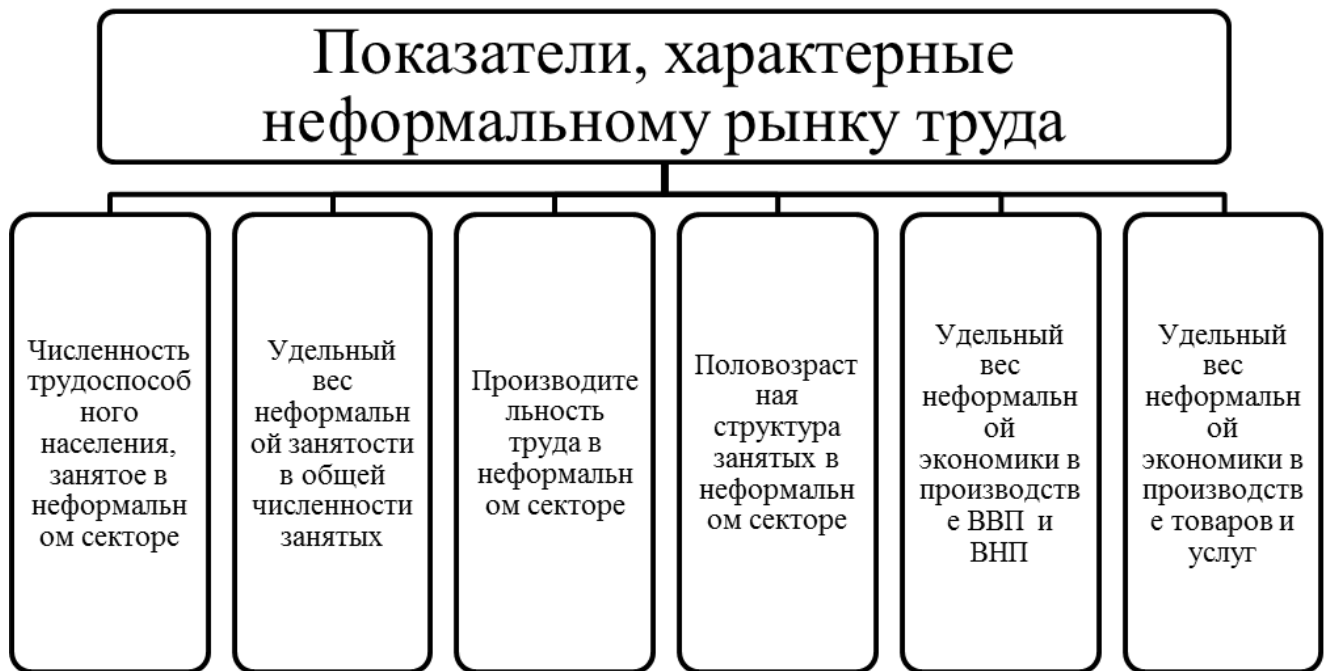 Показатели, характерные
неформальному рынку труда
Численность
трудоспособ
ного
населения,
занятое в
неформальн
ом секторе
Удельный
вес
неформальн
ой занятости
в общей
численности
занятых
Производите
льность
труда в
неформальн
ом секторе
Половозраст
ная
структура
занятых в
неформальн
ом секторе
Удельный
вес
неформальн
ой
экономики в
производств
е ВВП и
ВНП
Удельный
вес
неформальн
ой
экономики в
производств
е товаров и
услуг